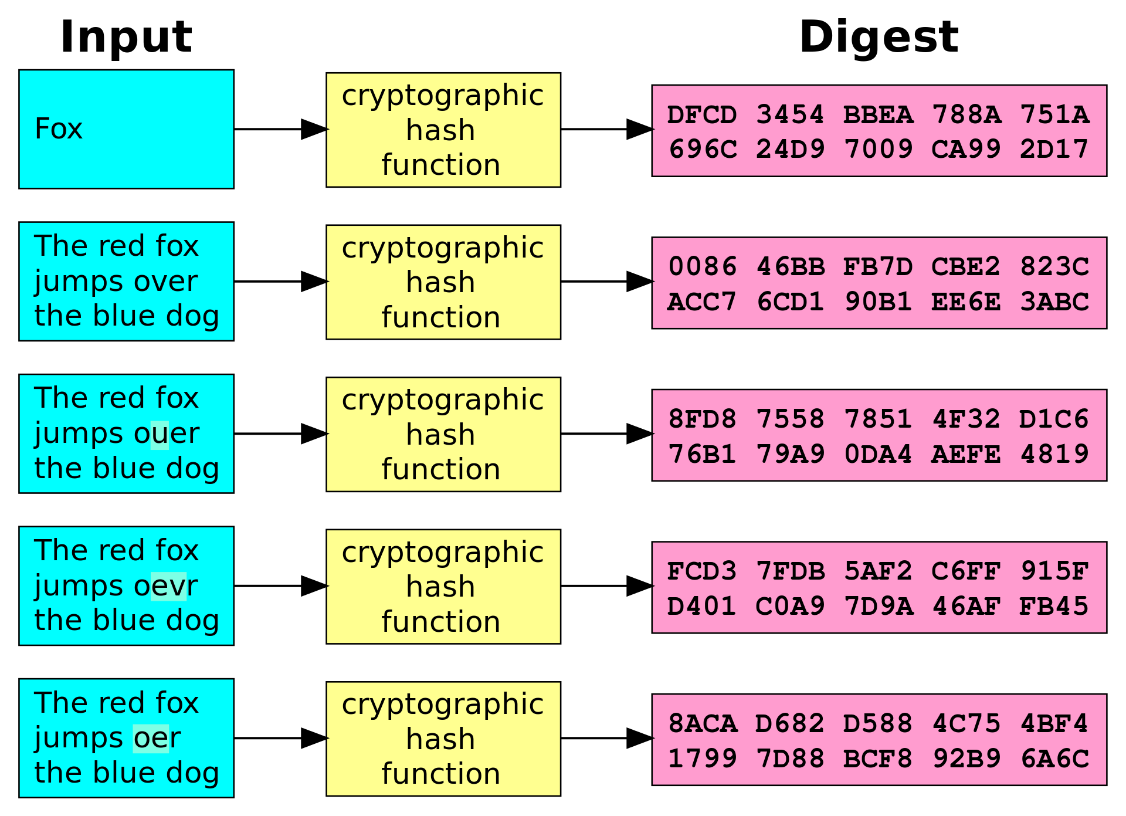 Input
Digest
Fox
cryptographic
hash
function
DFCD 3454 BBEA 788A 751A
696C 24D9 7009 CA99 2D17
The red fox
jumps over
the blue dog
cryptographic
hash
function
0086 46BB FB7D CBE2 823C
ACC7 6CD1 90B1 EE6E 3ABC
The red fox
jumps ouer
the blue dog
cryptographic
hash
function
8FD8 7558 7851 4F32 D1C6
76B1 79A9 0DA4 AEFE 4819
The red fox
jumps oevr
the blue dog
cryptographic
hash
function
FCD3 7FDB 5AF2 C6FF 915F
D401 C0A9 7D9A 46AF FB45
The red fox
jumps oer
the blue dog
cryptographic
hash
function
8ACA D682 D588 4C75 4BF4
1799 7D88 BCF8 92B9 6A6C